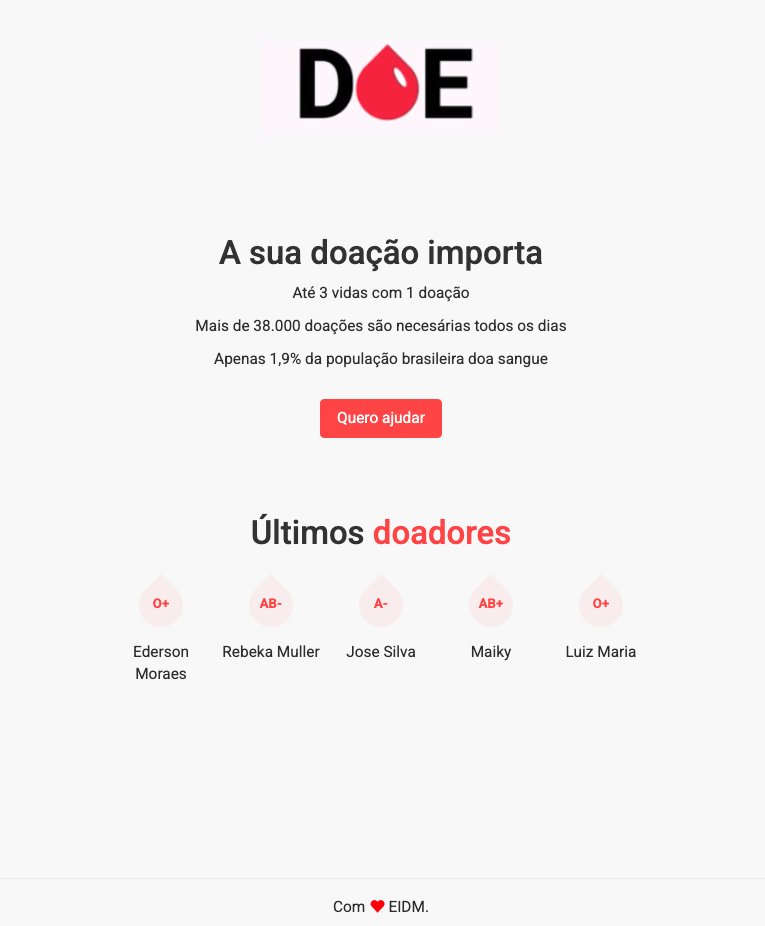 DOE
A sua doação importa
Até 3 vidas com 1 doação
Mais de 38.000 doações são necesárias todos os dias
Apenas 1,9% da população brasileira doa sangue
Quero ajudar
Últimos doadores
O+ AB- A- AB+ O+
Ederson Rebeka Muller Jose Silva Maiky Luiz Maria
Moraes
Com ❤ EIDM.